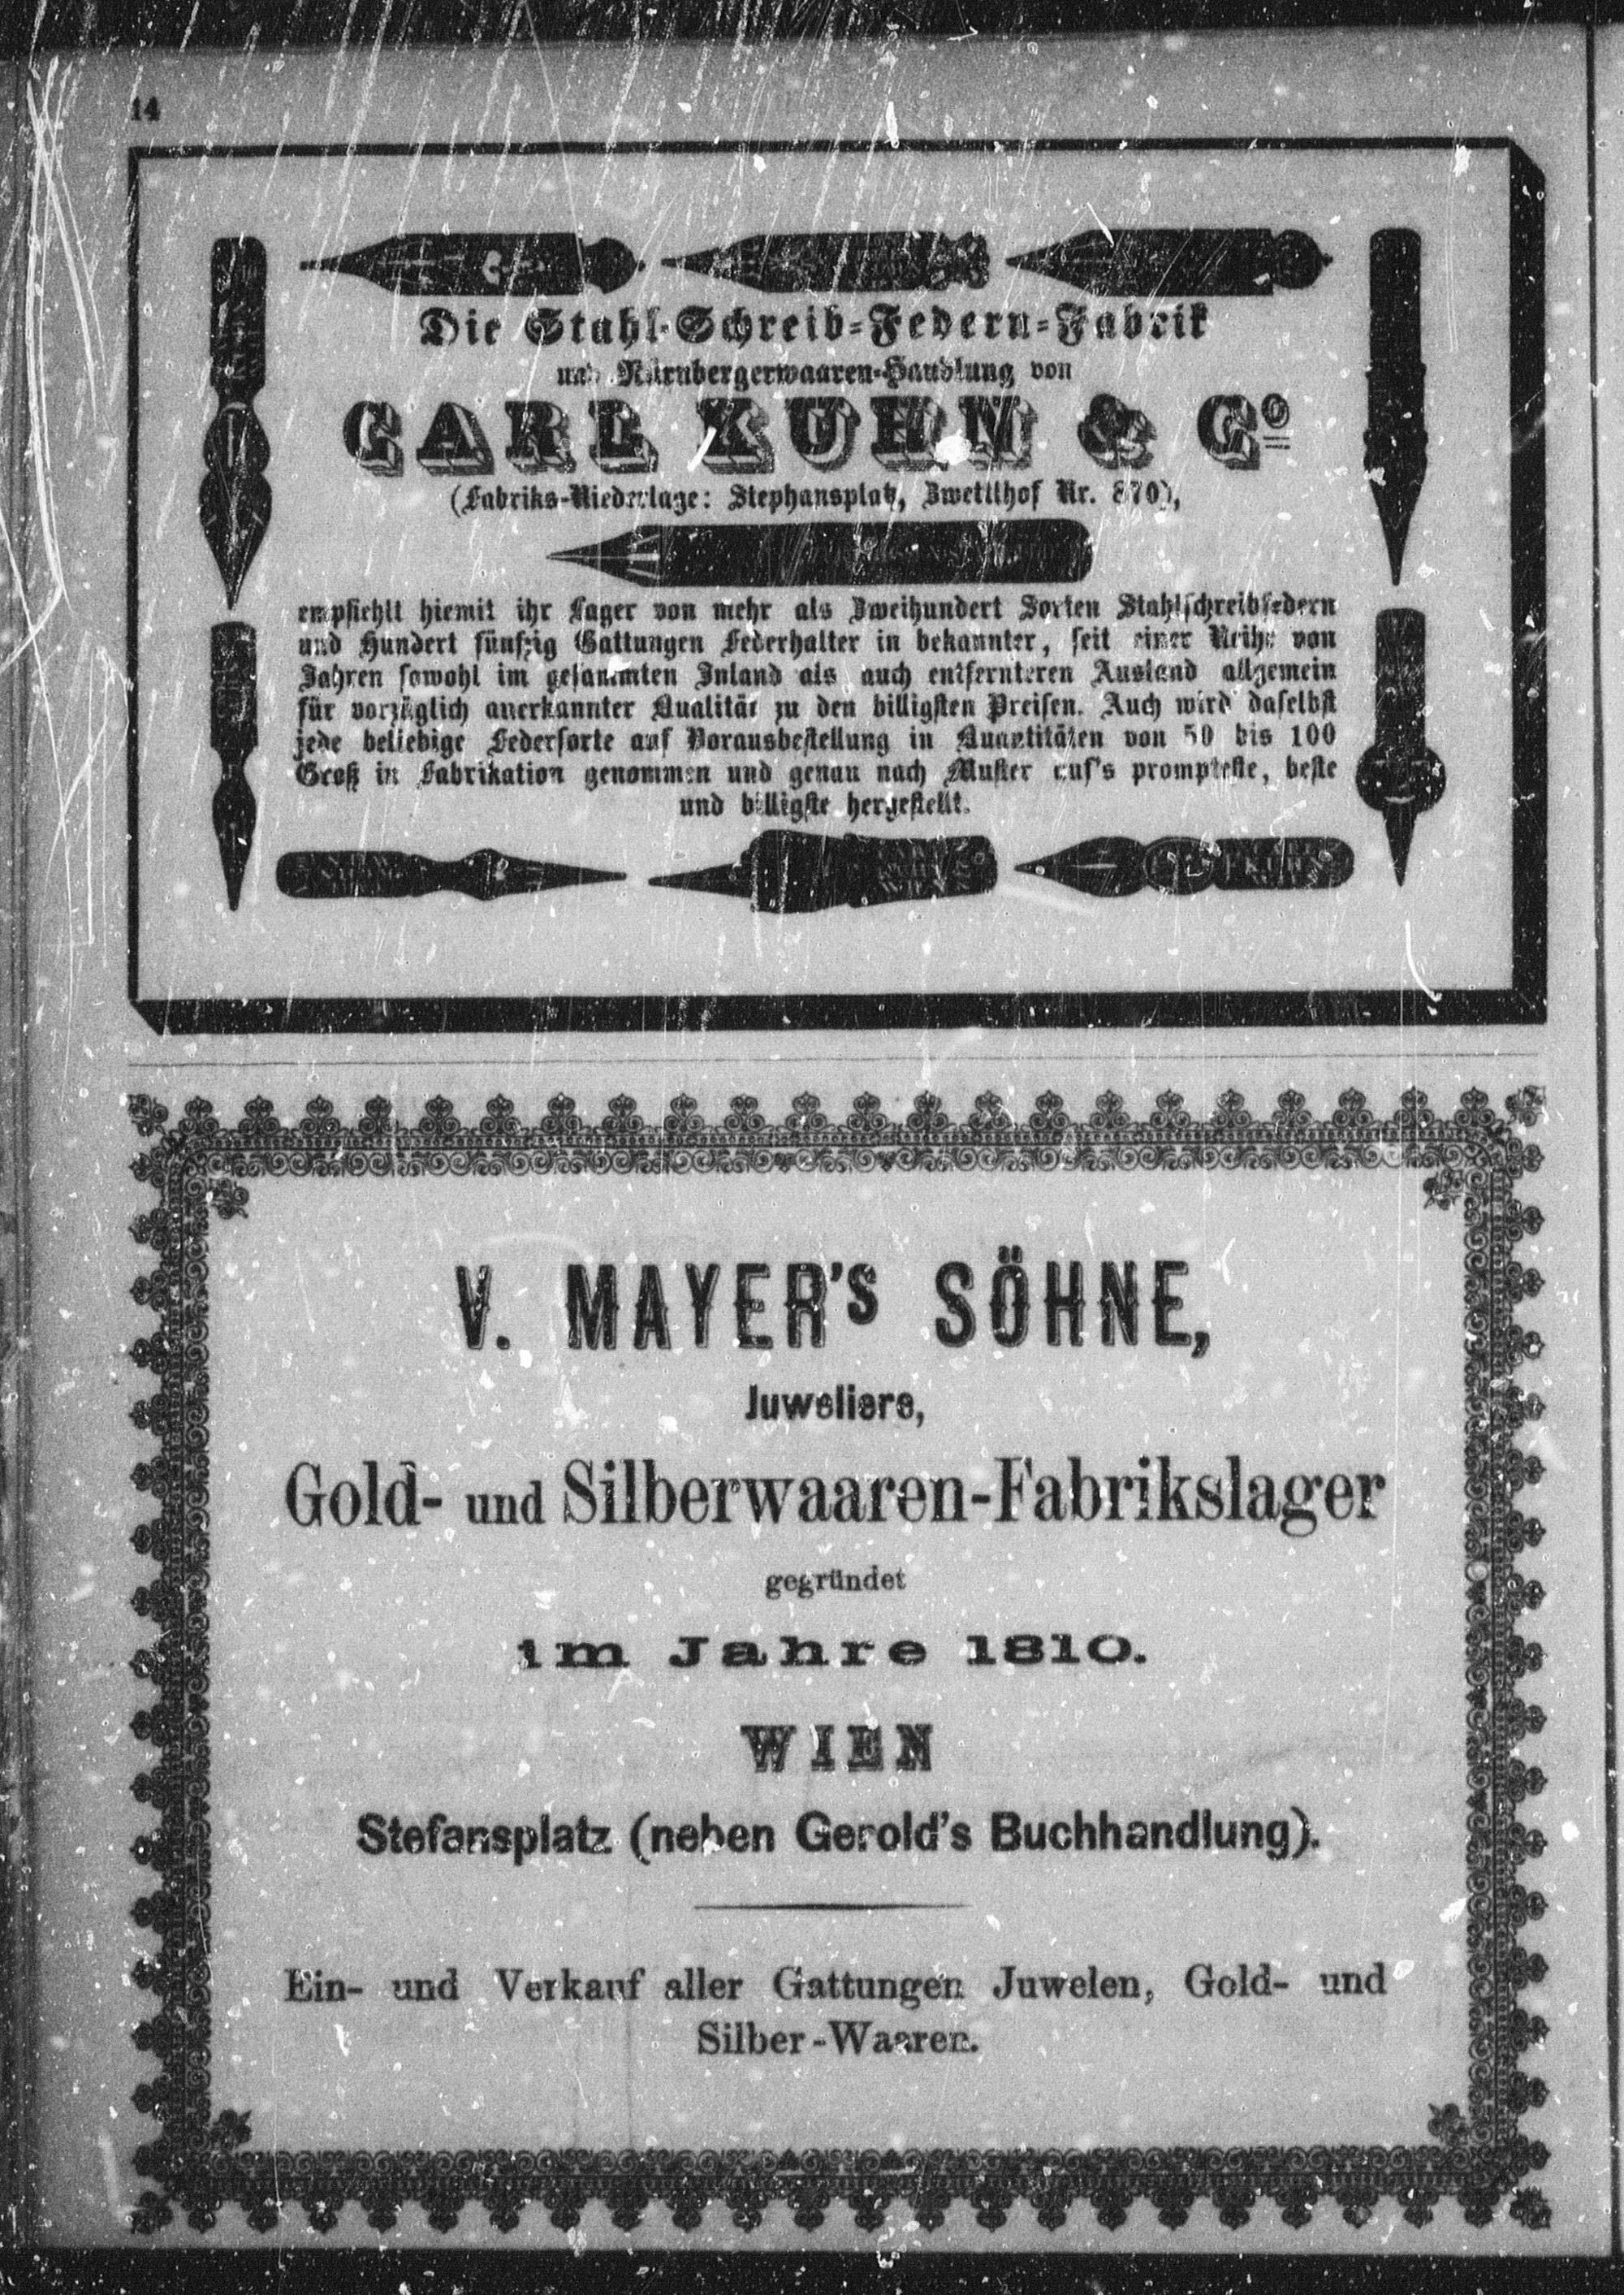 14
Die Stahl-Schreib-Federn-Fabrik
und Nürnbergerwaaren-Handlung von
CARL KUHN & Co
(Fabriks-Niederlage: Stephansplatz, Zwettlhof Nr. 870),
empfiehlt hiemit ihr Lager von mehr als Zweihundert Sorten Stahlschreibfedern
und Hundert fünfzig Gattungen Federhalter in bekannter, seit einer Reihe von
Jahren sowohl im gesammten Inland als auch entfernteren Ausland allgemein
für vorzüglich anerkannter Qualität zu den billigsten Preisen. Auch wird daselbst
jede beliebige Federsorte auf Vorausbestellung in Quantitäten von 50 bis 100
Groß in Fabrikation genommen und genau nach Muster auf's prompteste, beste
und billigste hergestellt.
V. MAYER'S SÖHNE,
Juweliere,
Gold- und Silberwaaren-Fabrikslager
gegründet
im Jahre 1810.
WIEN
Stefansplatz (neben Gerold's Buchhandlung).
Ein- und Verkauf aller Gattungen Juwelen, Gold- und
Silber-Waaren.